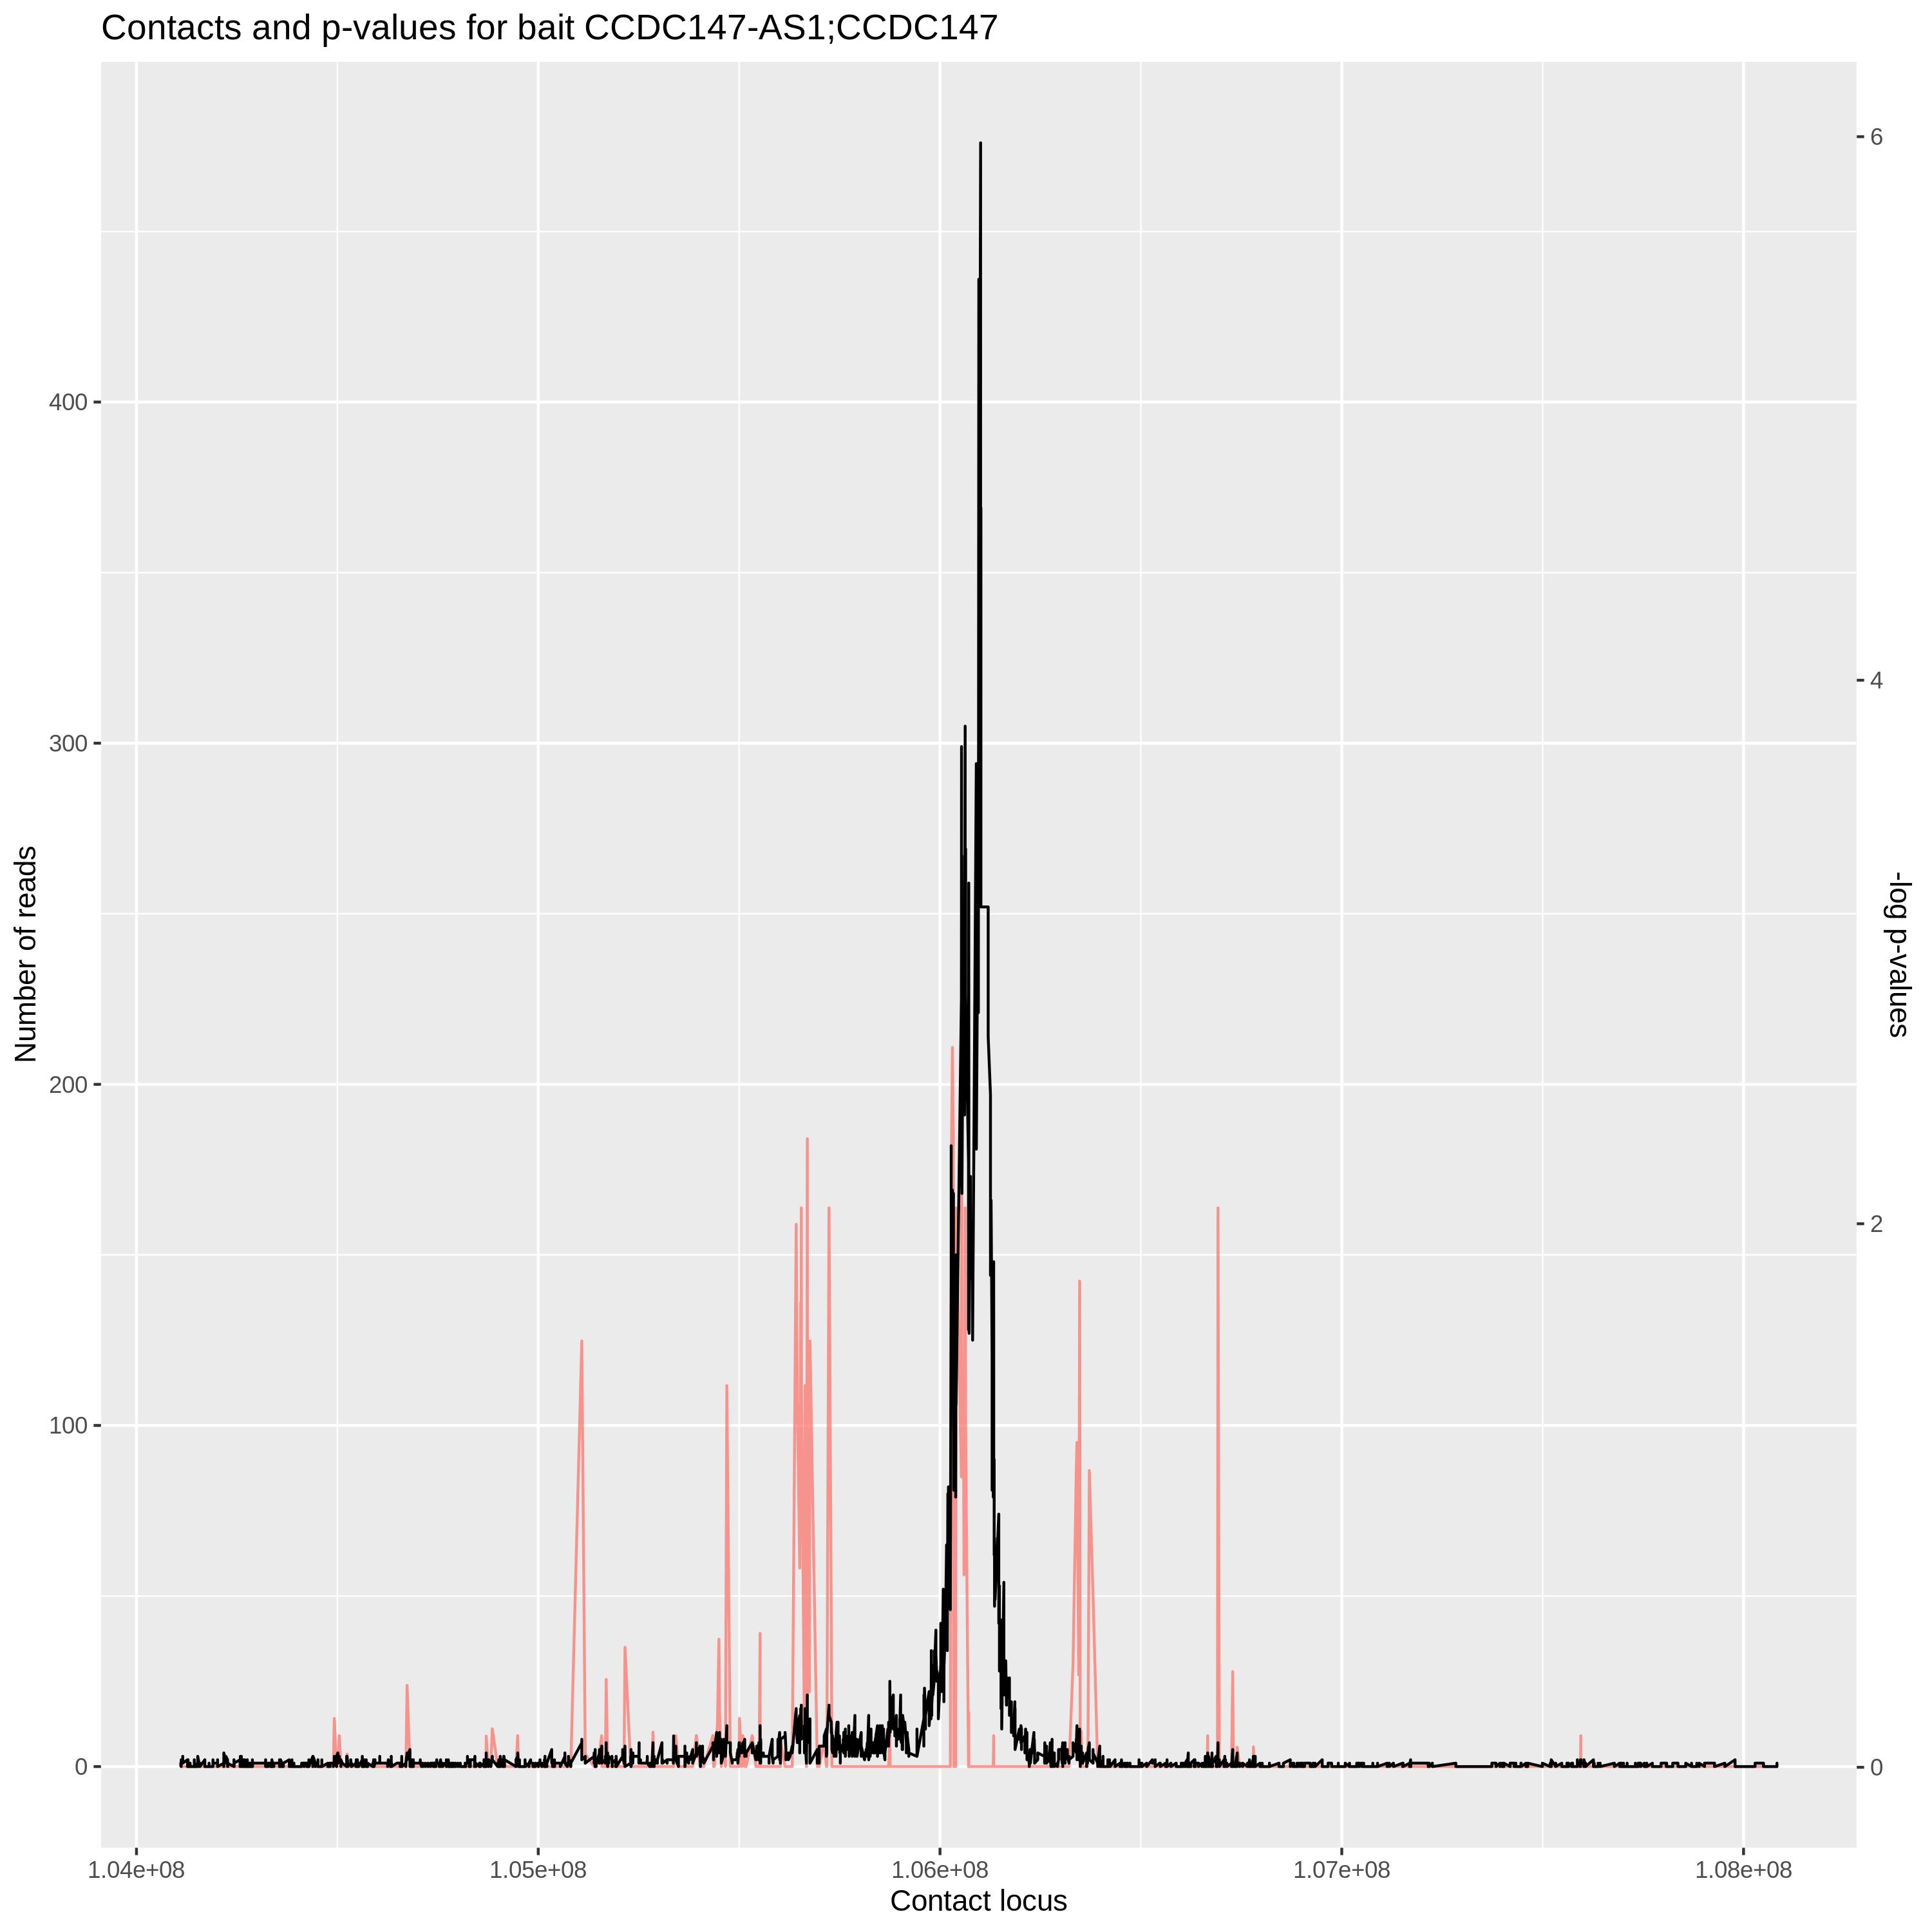 Contacts and p-values for bait CCDC147-AS1;CCDC147
6
400
4
300
Number of reads
-log p-values
200
2
100
0
0
1.04e+08
1.05e+08
1.06e+08
1.07e+08
1.08e+08
Contact locus